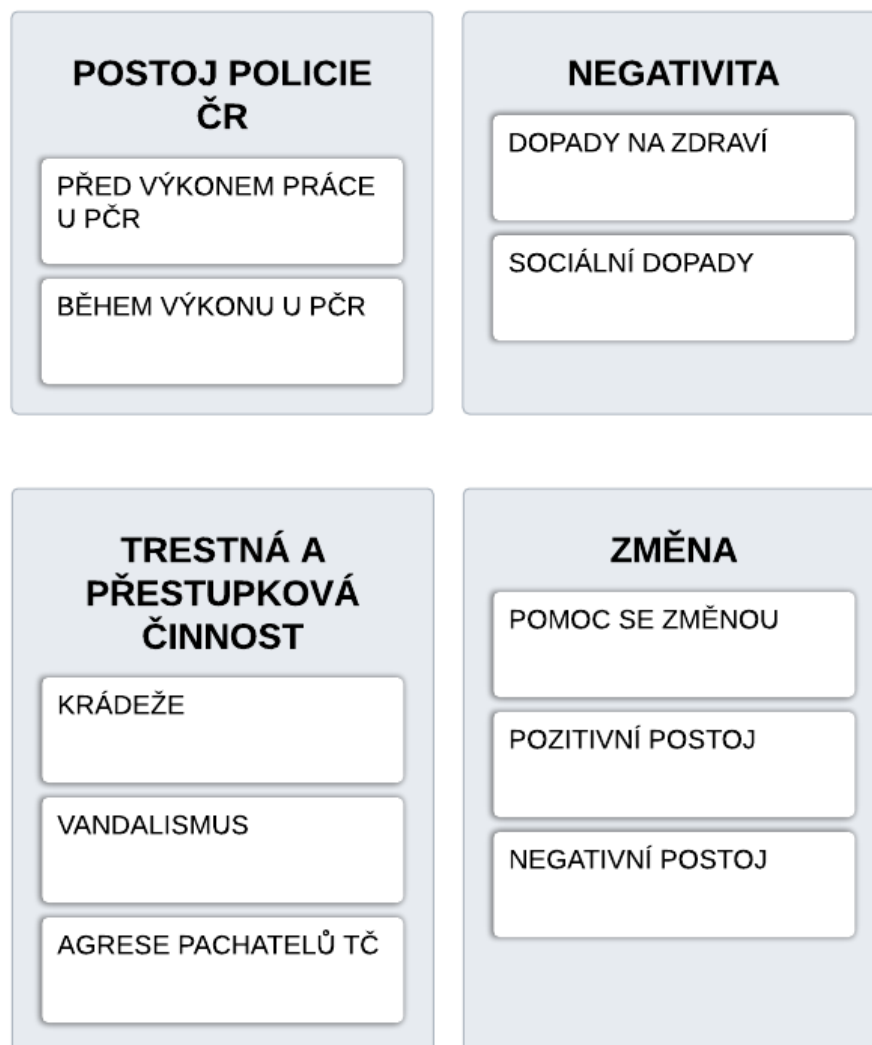 POSTOJ POLICIE
ČR
PŘED VÝKONEM PRÁCE
U PČR
BĚHEM VÝKONU U PČR
NEGATIVITA
DOPADY NA ZDRAVÍ
SOCIÁLNÍ DOPADY
TRESTNÁ A
PŘESTUPKOVÁ
ČINNOST
KRÁDEŽE
VANDALISMUS
AGRESE PACHATELŮ TČ
ZMĚNA
POMOC SE ZMĚNOU
POZITIVNÍ POSTOJ
NEGATIVNÍ POSTOJ